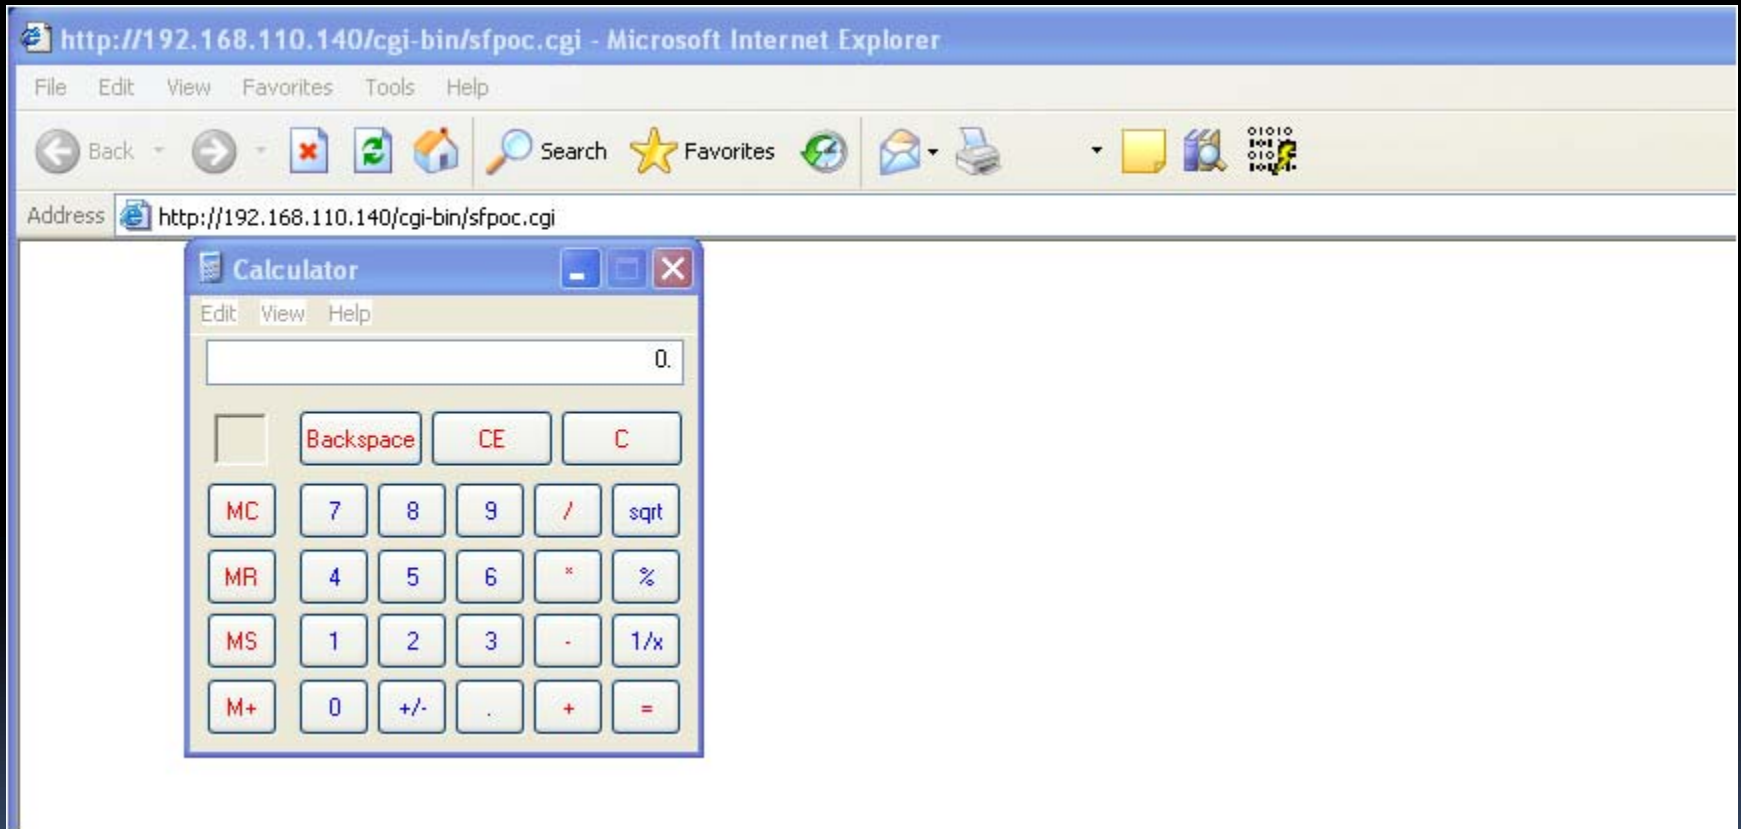 http://192.168.110.140/cgi-bin/sfpoc.cgi - Microsoft Internet Explorer
File Edit View Favorites Tools Help
Back Search Favorites
Address http://192.168.110.140/cgi-bin/sfpoc.cgi
Calculator
Edit View Help
0.
Backspace CE C
MC 7 8 9 / sqrt
MR 4 5 6 * %
MS 1 2 3 - 1/x
M+ 0 +/- . + =